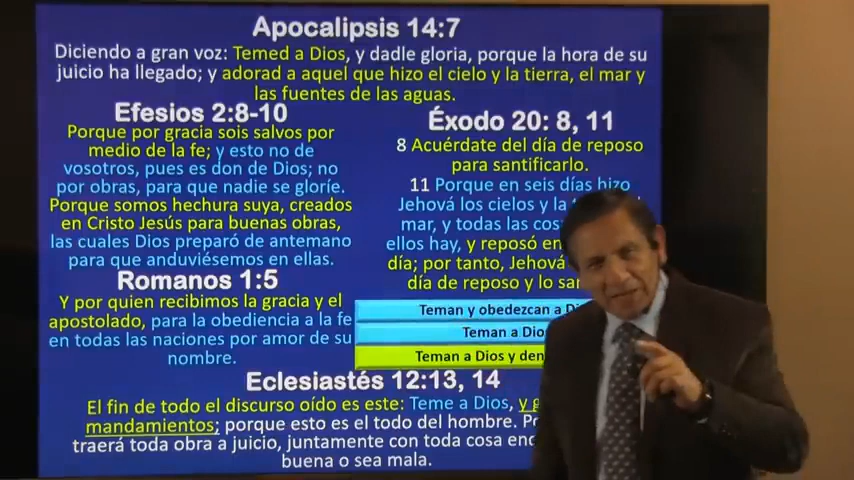 Apocalipsis 14:7
Diciendo a gran voz: Temed a Dios, y dadle gloria, porque la hora de su
juicio ha llegado; y adorad a aquel que hizo el cielo y la tierra, el mar y
las fuentes de las aguas.
Efesios 2:8-10
Porque por gracia sois salvos por
medio de la fe; y esto no de
vosotros, pues es don de Dios; no
por obras, para que nadie se gloríe.
Porque somos hechura suya, creados
en Cristo Jesús para buenas obras,
las cuales Dios preparó de antemano
para que anduviésemos en ellas.
Romanos 1:5
Y por quien recibimos la gracia y el
apostolado, para la obediencia a la fe
en todas las naciones por amor de su
nombre.
Éxodo 20: 8, 11
8 Acuérdate del día de reposo
para santificarlo.
11 Porque en seis días hizo
Jehová los cielos y la
mar, y todas las
ellos hay, y reposó en
día; por tanto, Jehová
día de reposo y lo
Teman y obedezcan a
Teman a Dios
Teman a Dios y
Eclesiastés 12:13, 14
El fin de todo el discurso oído es este: Teme a Dios, y
mandamientos; porque esto es el todo del hombre.
traerá toda obra a juicio, juntamente con toda cosa
buena o sea mala.